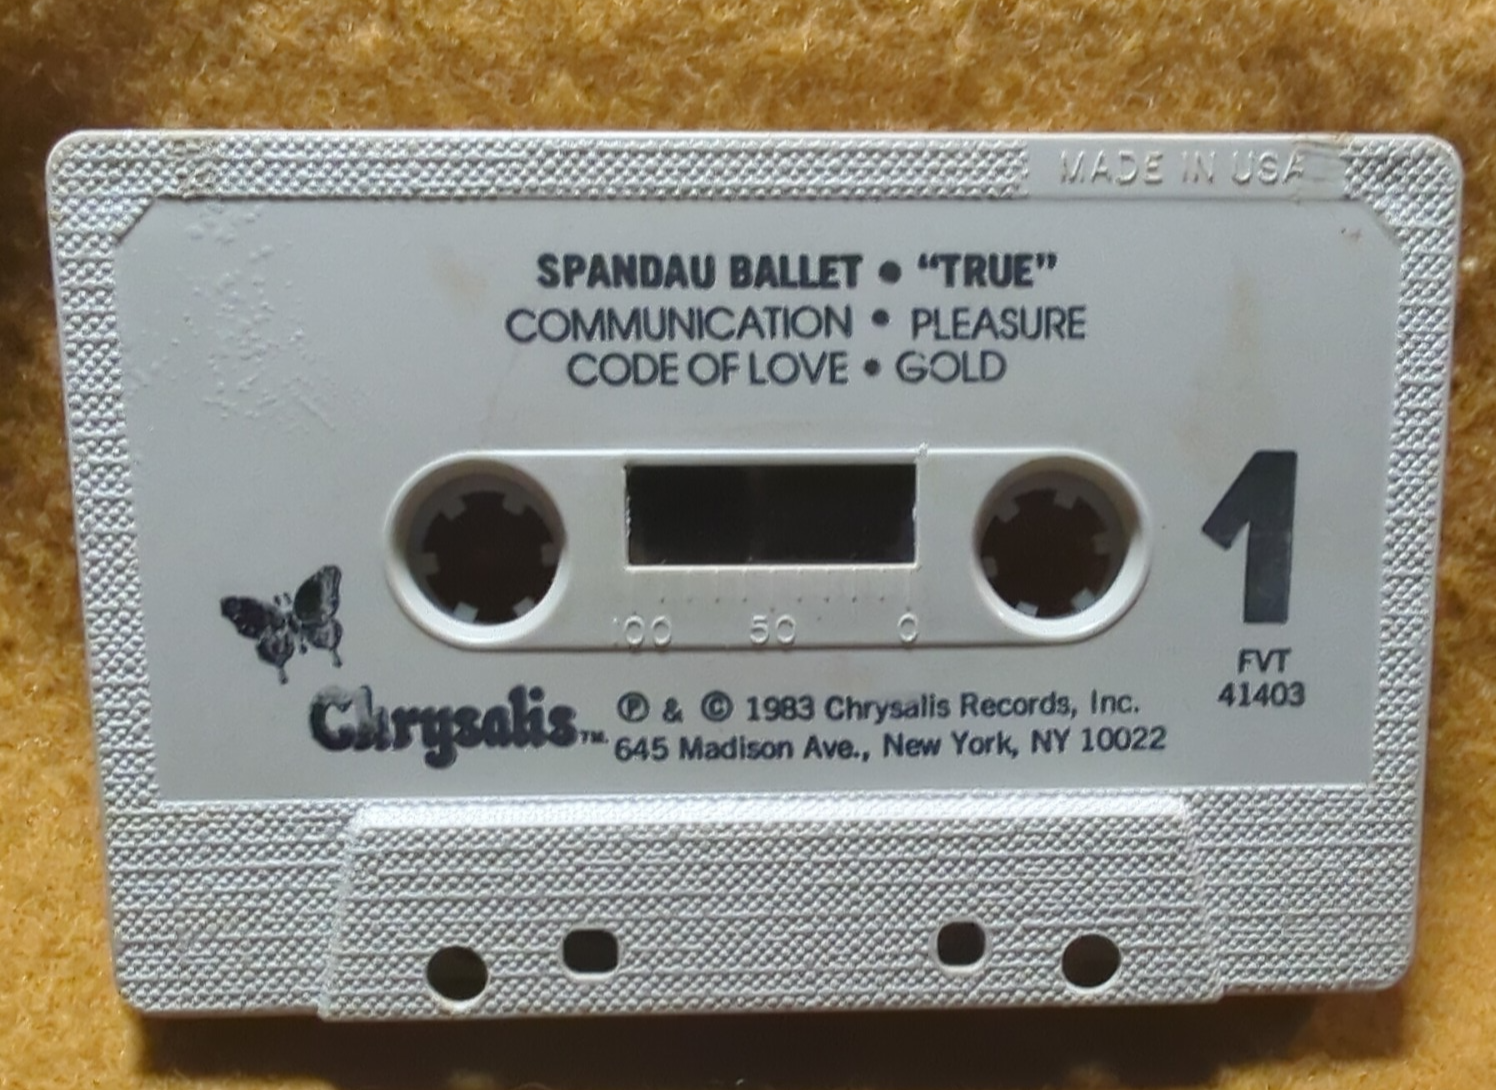 MADE IN USA
SPANDAU BALLET • “TRUE”
COMMUNICATION • PLEASURE
CODE OF LOVE • GOLD
1
100 50 0
FVT
41403
Chrysalis™
Ⓟ & © 1983 Chrysalis Records, Inc.
645 Madison Ave., New York, NY 10022